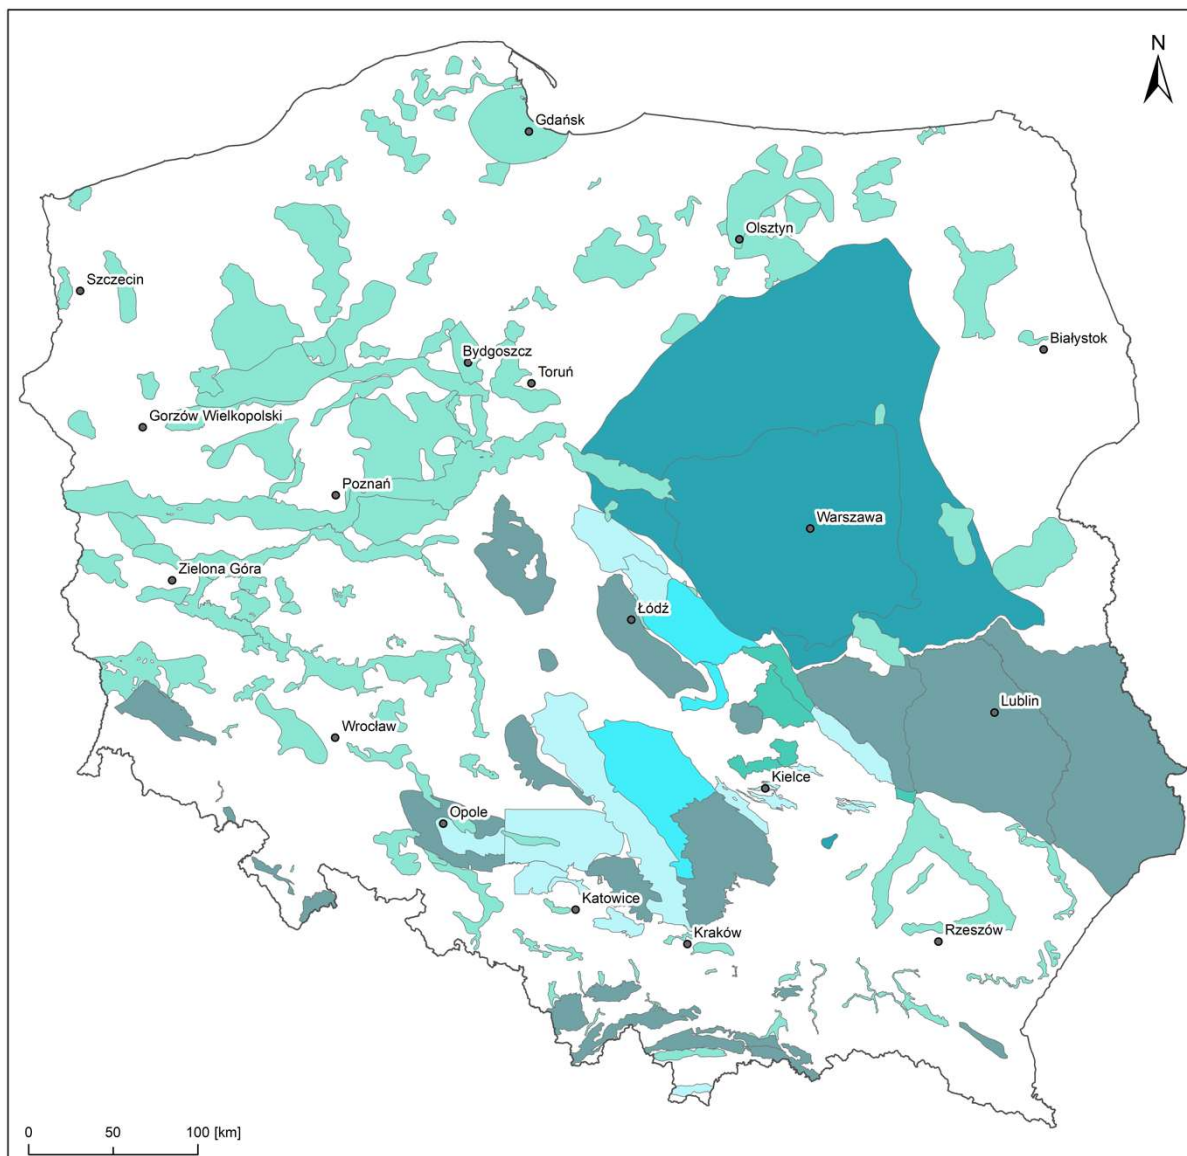 N
Gdańsk
Olsztyn
Szczecin
Białystok
Bydgoszcz
Toruń
Gorzów Wielkopolski
Poznań
Warszawa
Zielona Góra
Łódź
Lublin
Wrocław
Kielce
Opole
Katowice
Rzeszów
Kraków
0 50 100 [km]